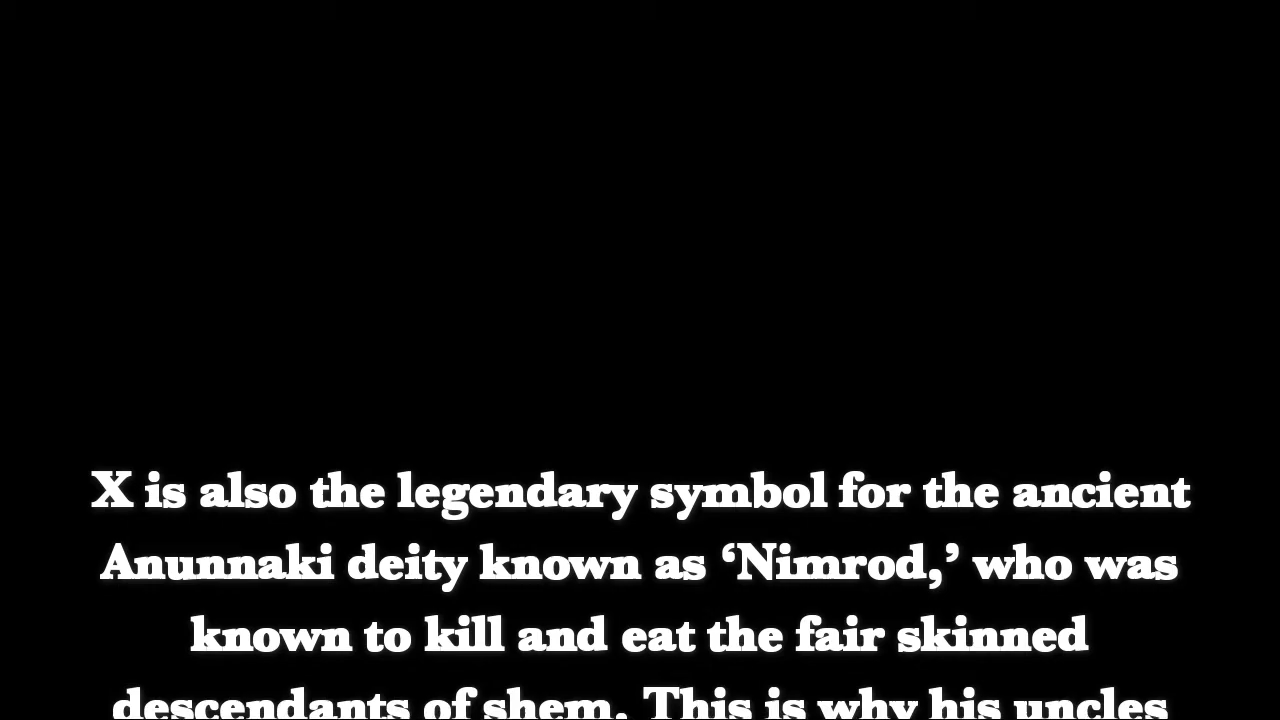 X is also the legendary symbol for the ancient
Anunnaki deity known as ‘Nimrod,’ who was
known to kill and eat the fair skinned
descendants of shem. This is why his uncles